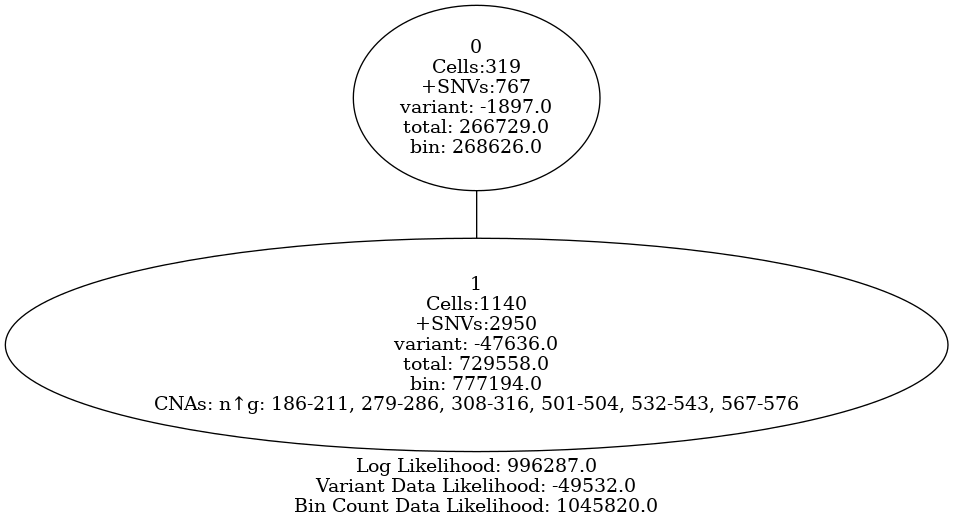 0
Cells:319
+SNVs:767
variant: -1897.0
total: 266729.0
bin: 268626.0
1
Cells:1140
+SNVs:2950
variant: -47636.0
total: 729558.0
bin: 777194.0
CNAs: n↑g: 186-211, 279-286, 308-316, 501-504, 532-543, 567-576
Log Likelihood: 996287.0
Variant Data Likelihood: -49532.0
Bin Count Data Likelihood: 1045820.0